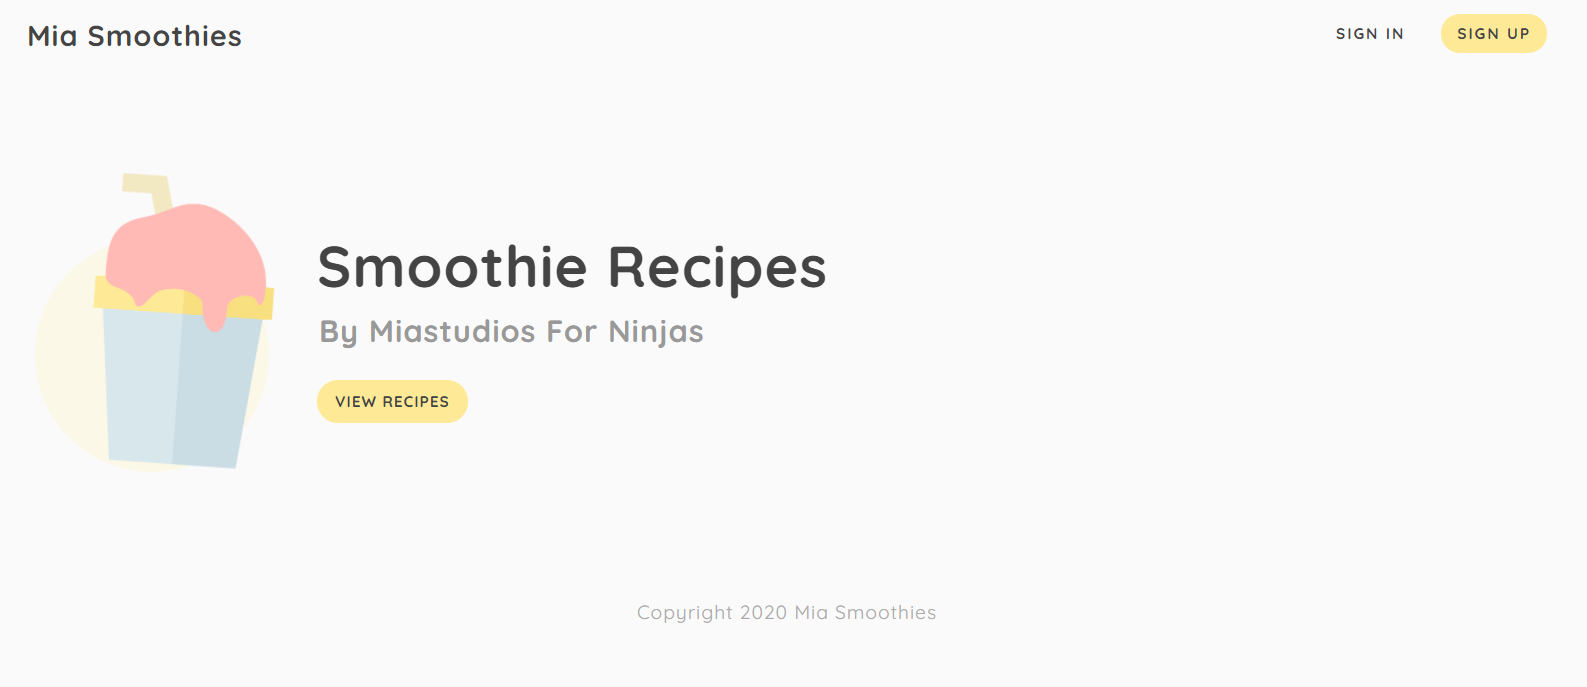 Mia Smoothies
SIGN IN
SIGN UP
Smoothie Recipes
By Miastudios For Ninjas
VIEW RECIPES
Copyright 2020 Mia Smoothies